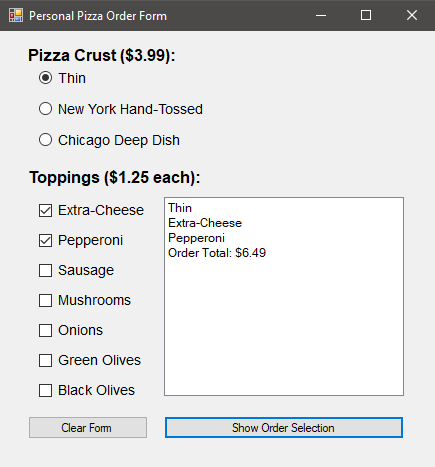 Personal Pizza Order Form
Pizza Crust ($3.99):
Thin
New York Hand-Tossed
Chicago Deep Dish
Toppings ($1.25 each):
Extra-Cheese
Pepperoni
Sausage
Mushrooms
Onions
Green Olives
Black Olives
Thin
Extra-Cheese
Pepperoni
Order Total: $6.49
Clear Form
Show Order Selection